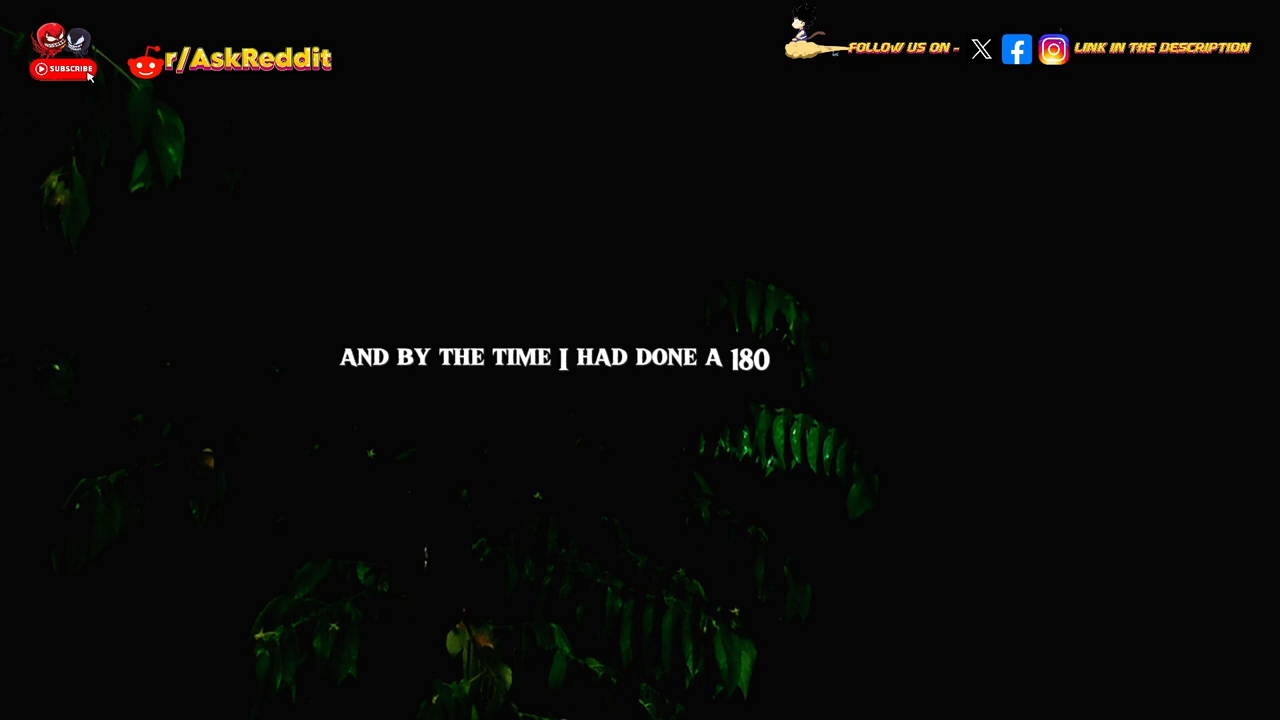 SUBSCRIBE
r/AskReddit
FOLLOW US ON -
LINK IN THE DESCRIPTION
AND BY THE TIME I HAD DONE A 180